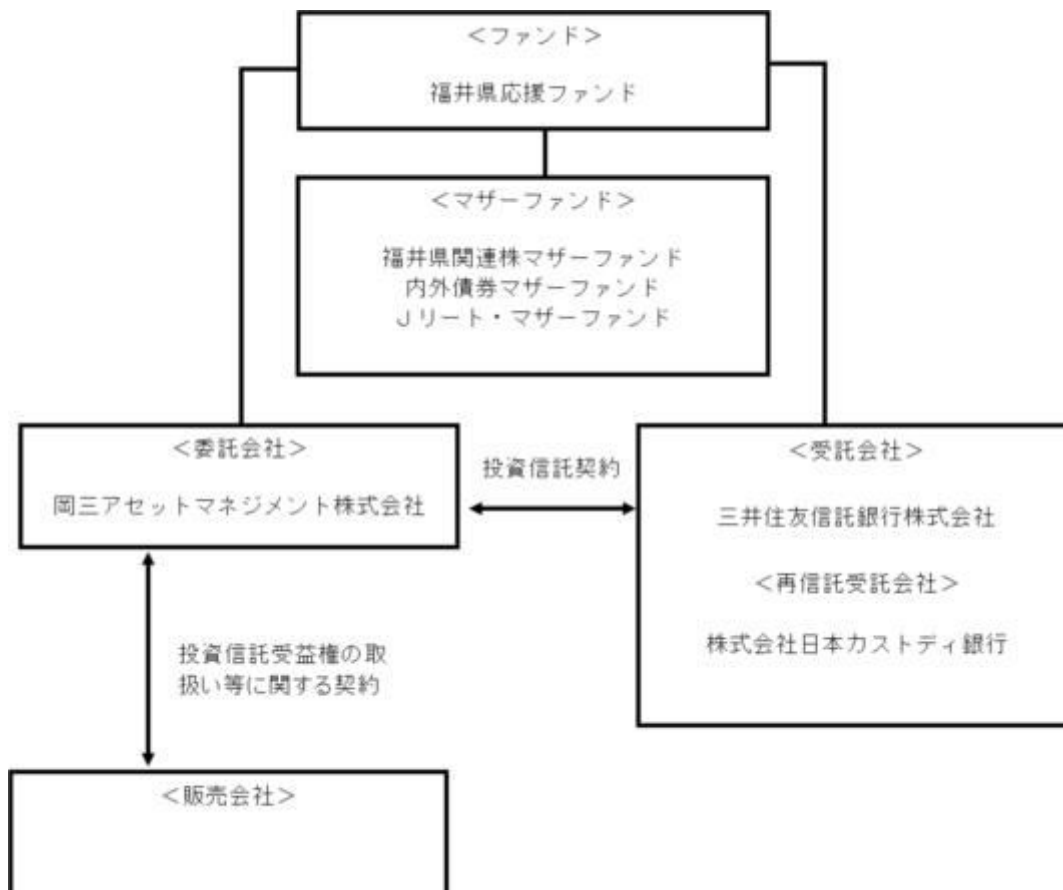 ＜ファンド＞
福井県応援ファンド
＜マザーファンド＞
福井県関連株マザーファンド
内外債券マザーファンド
Ｊリート・マザーファンド
＜委託会社＞
岡三アセットマネジメント株式会社
投資信託契約
＜受託会社＞
三井住友信託銀行株式会社
＜再信託受託会社＞
株式会社日本カストディ銀行
投資信託受益権の取
扱い等に関する契約
＜販売会社＞